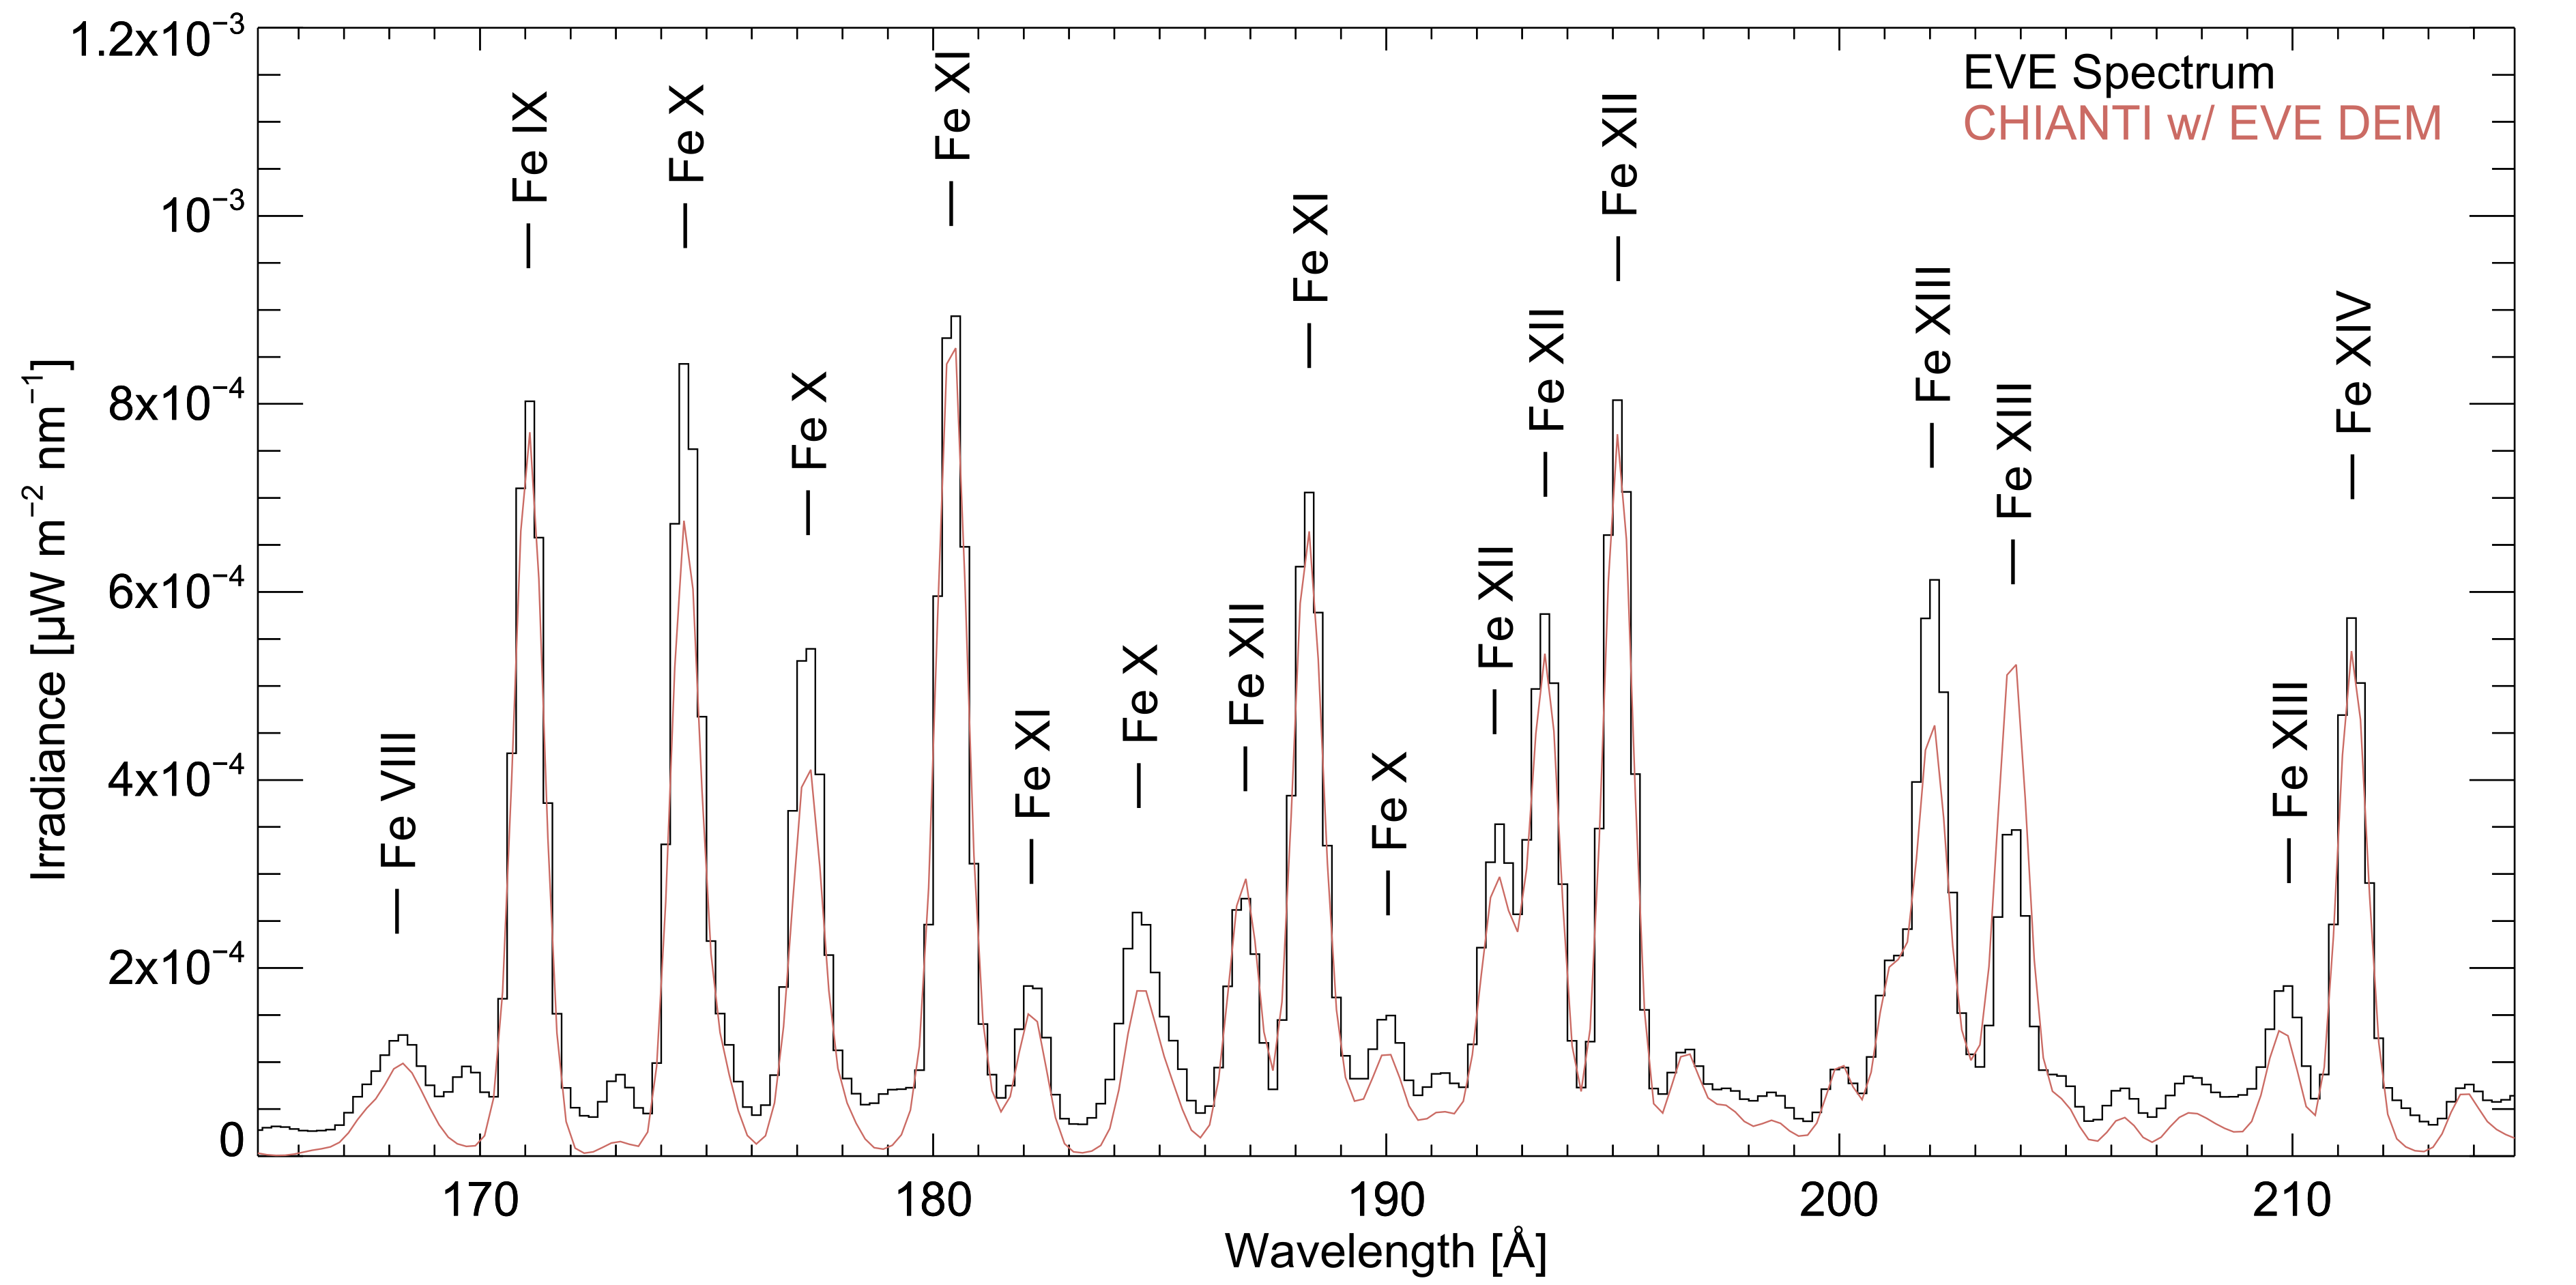 EVE Spectrum
CHIANTI w/ EVE DEM
1.2x10⁻³
10⁻³
8x10⁻⁴
6x10⁻⁴
4x10⁻⁴
2x10⁻⁴
0
Irradiance [µW m⁻² nm⁻¹]
— Fe VIII
— Fe IX
— Fe X
— Fe X
— Fe XI
— Fe XI
— Fe X
— Fe XII
— Fe XI
— Fe X
— Fe XII
— Fe XII
— Fe XII
— Fe XIII
— Fe XIII
— Fe XIII
— Fe XIV
170 180 190 200 210
Wavelength [Å]